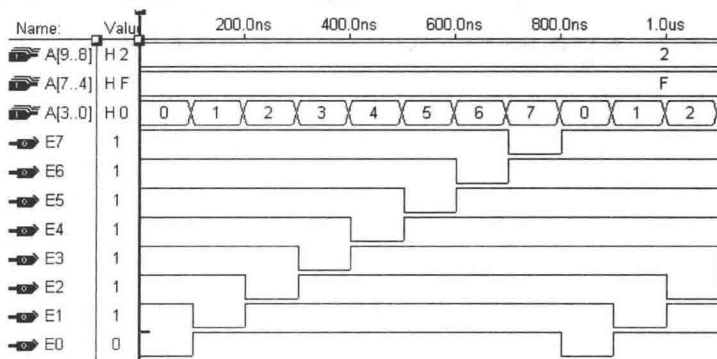 Name: Value 200.0ns 400.0ns 600.0ns 800.0ns 1.0us
A[9..8] H 2 2
A[7..4] H F F
A[3..0] H 0 0 1 2 3 4 5 6 7 0 1 2
E7 1
E6 1
E5 1
E4 1
E3 1
E2 1
E1 1
E0 0